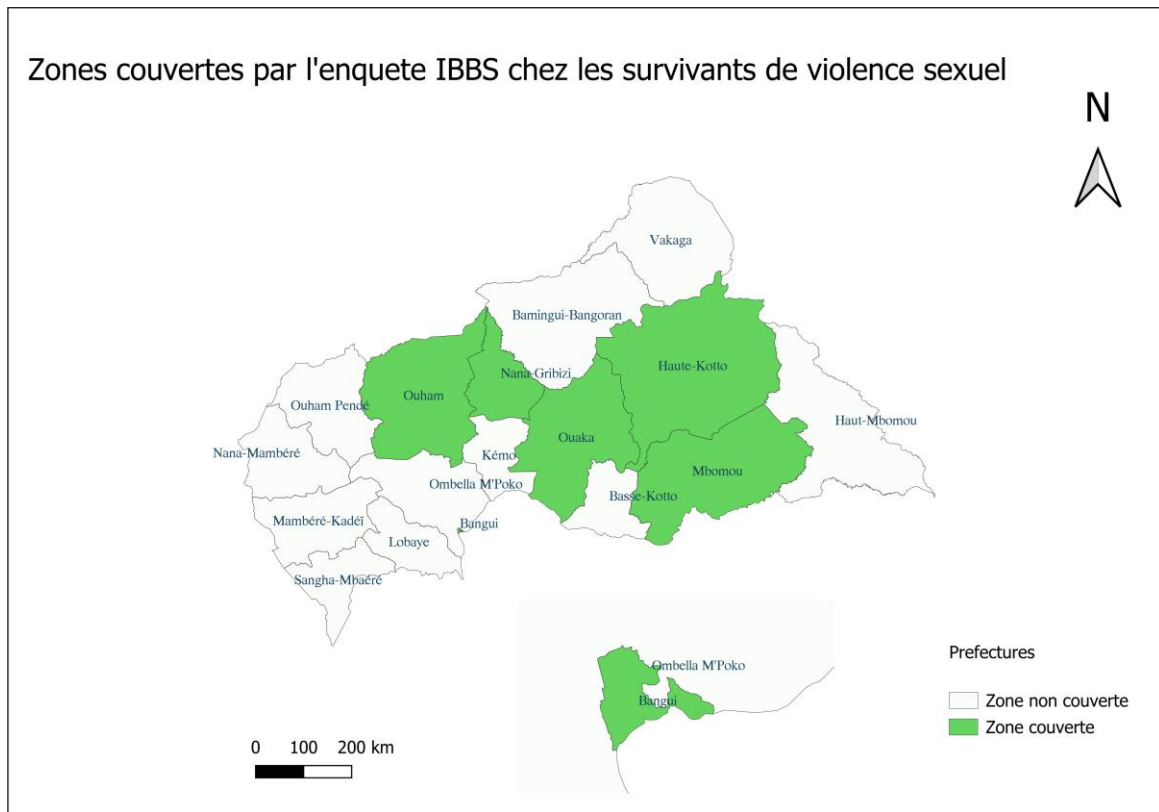 Zones couvertes par l'enquete IBBS chez les survivants de violence sexuel
N
Vakaga
Bamingui-Bangoran
Haute-Kotto
Nana-Gribizi
Ouham
Ouham Pendé
Haut-Mbomou
Ouaka
Nana-Mambéré
Kémo
Mbomou
Ombella M'Poko
Basse-Kotto
Mambéré-Kadéï
Bangui
Lobaye
Sangha-Mbaéré
Ombella M'Poko
Bangui
Prefectures
Zone non couverte
Zone couverte
0 100 200 km